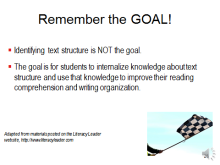 Remember the GOAL!
Identifying text structure is NOT the goal.
The goal is for students to internalize knowledge about text
structure and use that knowledge to improve their reading
comprehension and writing organization.
Adapted from materials posted on the Literacy Leader
website; http://www.literacyleader.com